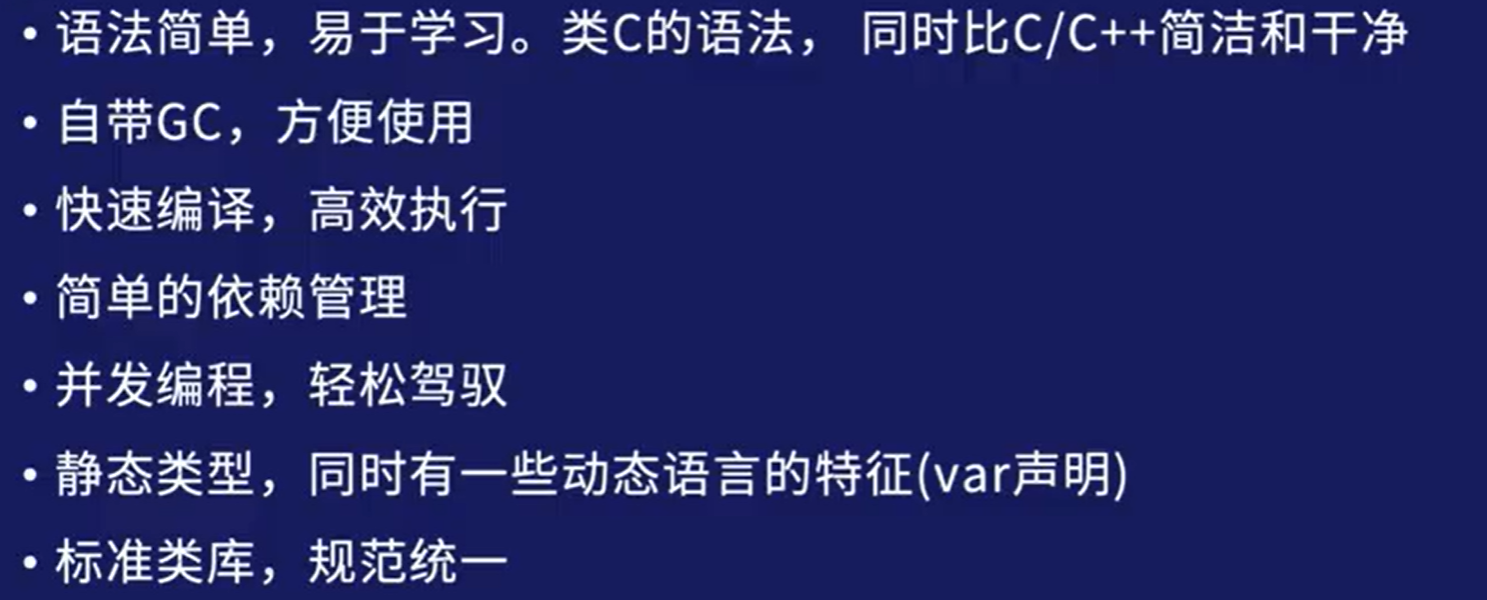 • 语法简单，易于学习。类C的语法， 同时比C/C++简洁和干净
• 自带GC，方便使用
• 快速编译，高效执行
• 简单的依赖管理
• 并发编程，轻松驾驭
• 静态类型，同时有一些动态语言的特征(var声明)
• 标准类库，规范统一